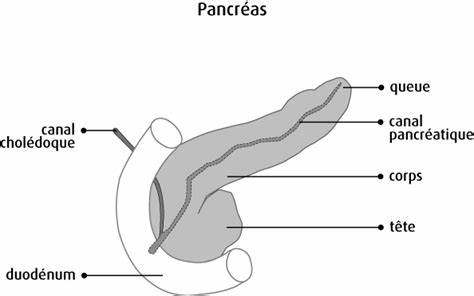 Pancréas
canal
cholédoque
duodénum
queue
canal
pancréatique
corps
tête